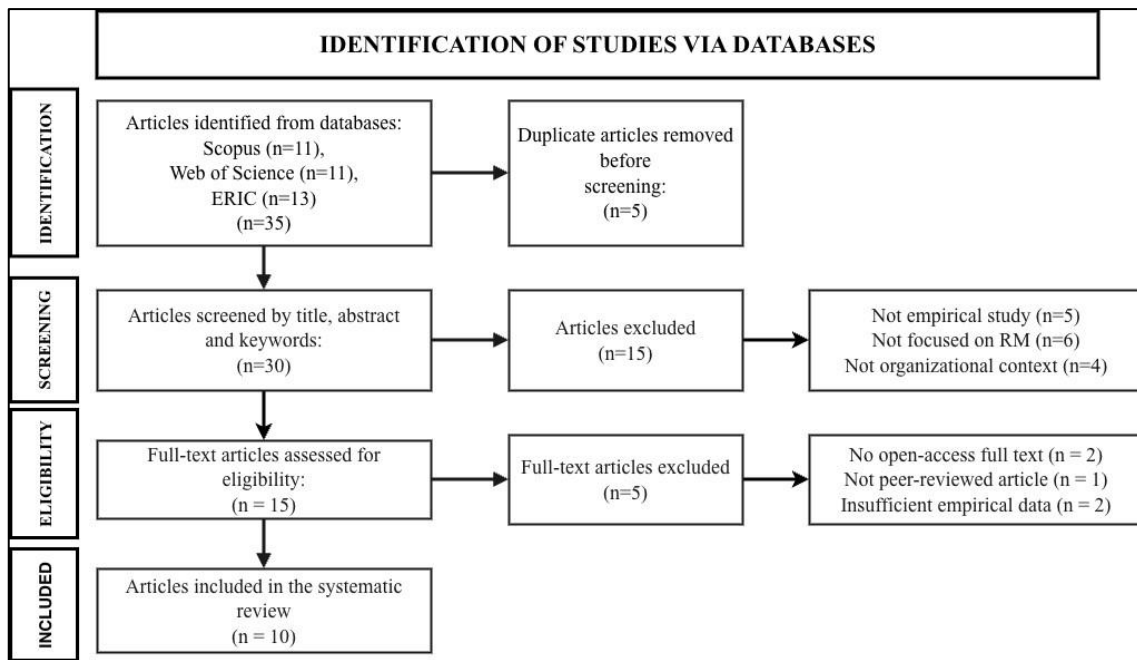 IDENTIFICATION OF STUDIES VIA DATABASES
IDENTIFICATION
Articles identified from databases:
Scopus (n=11),
Web of Science (n=11),
ERIC (n=13)
(n=35)
Duplicate articles removed
before
screening:
(n=5)
SCREENING
Articles screened by title, abstract
and keywords:
(n=30)
Articles excluded
(n=15)
Not empirical study (n=5)
Not focused on RM (n=6)
Not organizational context (n=4)
ELIGIBILITY
Full-text articles assessed for
eligibility:
(n = 15)
Full-text articles excluded
(n=5)
No open-access full text (n = 2)
Not peer-reviewed article (n = 1)
Insufficient empirical data (n = 2)
INCLUDED
Articles included in the systematic
review
(n = 10)